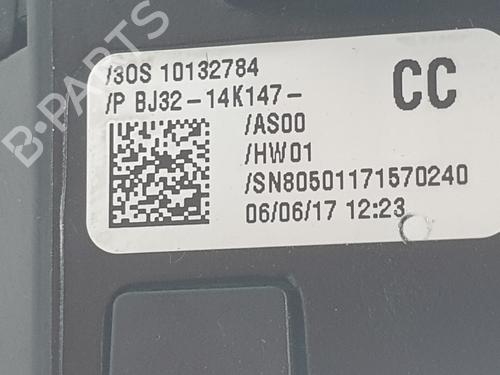 /3OS 10132784
/P BJ32-14K147-
CC
/AS00
/HW01
/SN80501171570240
06/06/17 12:23
B-PARTS